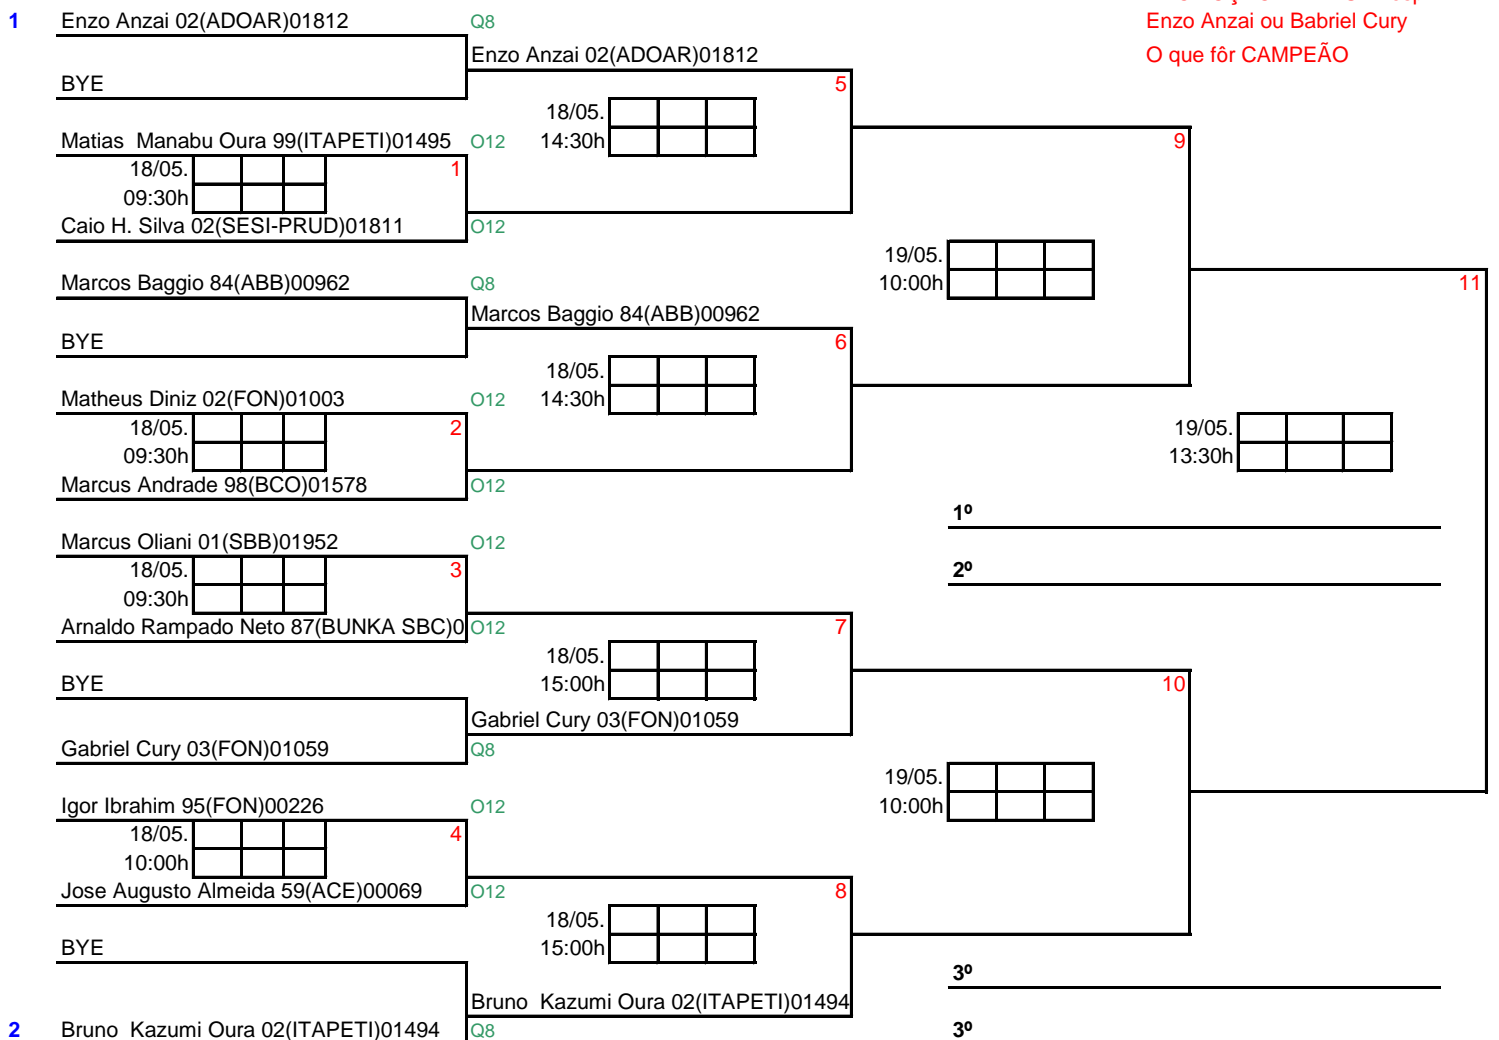 1 Enzo Anzai 02(ADOAR)01812 Q8
Enzo Anzai ou Babriel Cury
Enzo Anzai 02(ADOAR)01812
O que fôr CAMPEÃO
BYE
5
18/05.
14:30h
Matias Manabu Oura 99(ITAPETI)01495 O12
9
18/05.
1
09:30h
Caio H. Silva 02(SESI-PRUD)01811 O12
19/05.
10:00h
Marcos Baggio 84(ABB)00962 Q8
11
Marcos Baggio 84(ABB)00962
BYE
6
18/05.
14:30h
Matheus Diniz 02(FON)01003 O12
18/05.
2
09:30h
19/05.
13:30h
Marcus Andrade 98(BCO)01578 O12
1º
Marcus Oliani 01(SBB)01952 O12
18/05.
3
09:30h
2º
Arnaldo Rampado Neto 87(BUNKA SBC)0 O12
7
18/05.
15:00h
BYE
10
Gabriel Cury 03(FON)01059
Gabriel Cury 03(FON)01059 Q8
19/05.
10:00h
Igor Ibrahim 95(FON)00226 O12
18/05.
4
10:00h
Jose Augusto Almeida 59(ACE)00069 O12
8
18/05.
15:00h
BYE
3º
Bruno Kazumi Oura 02(ITAPETI)01494
2 Bruno Kazumi Oura 02(ITAPETI)01494 Q8
3º